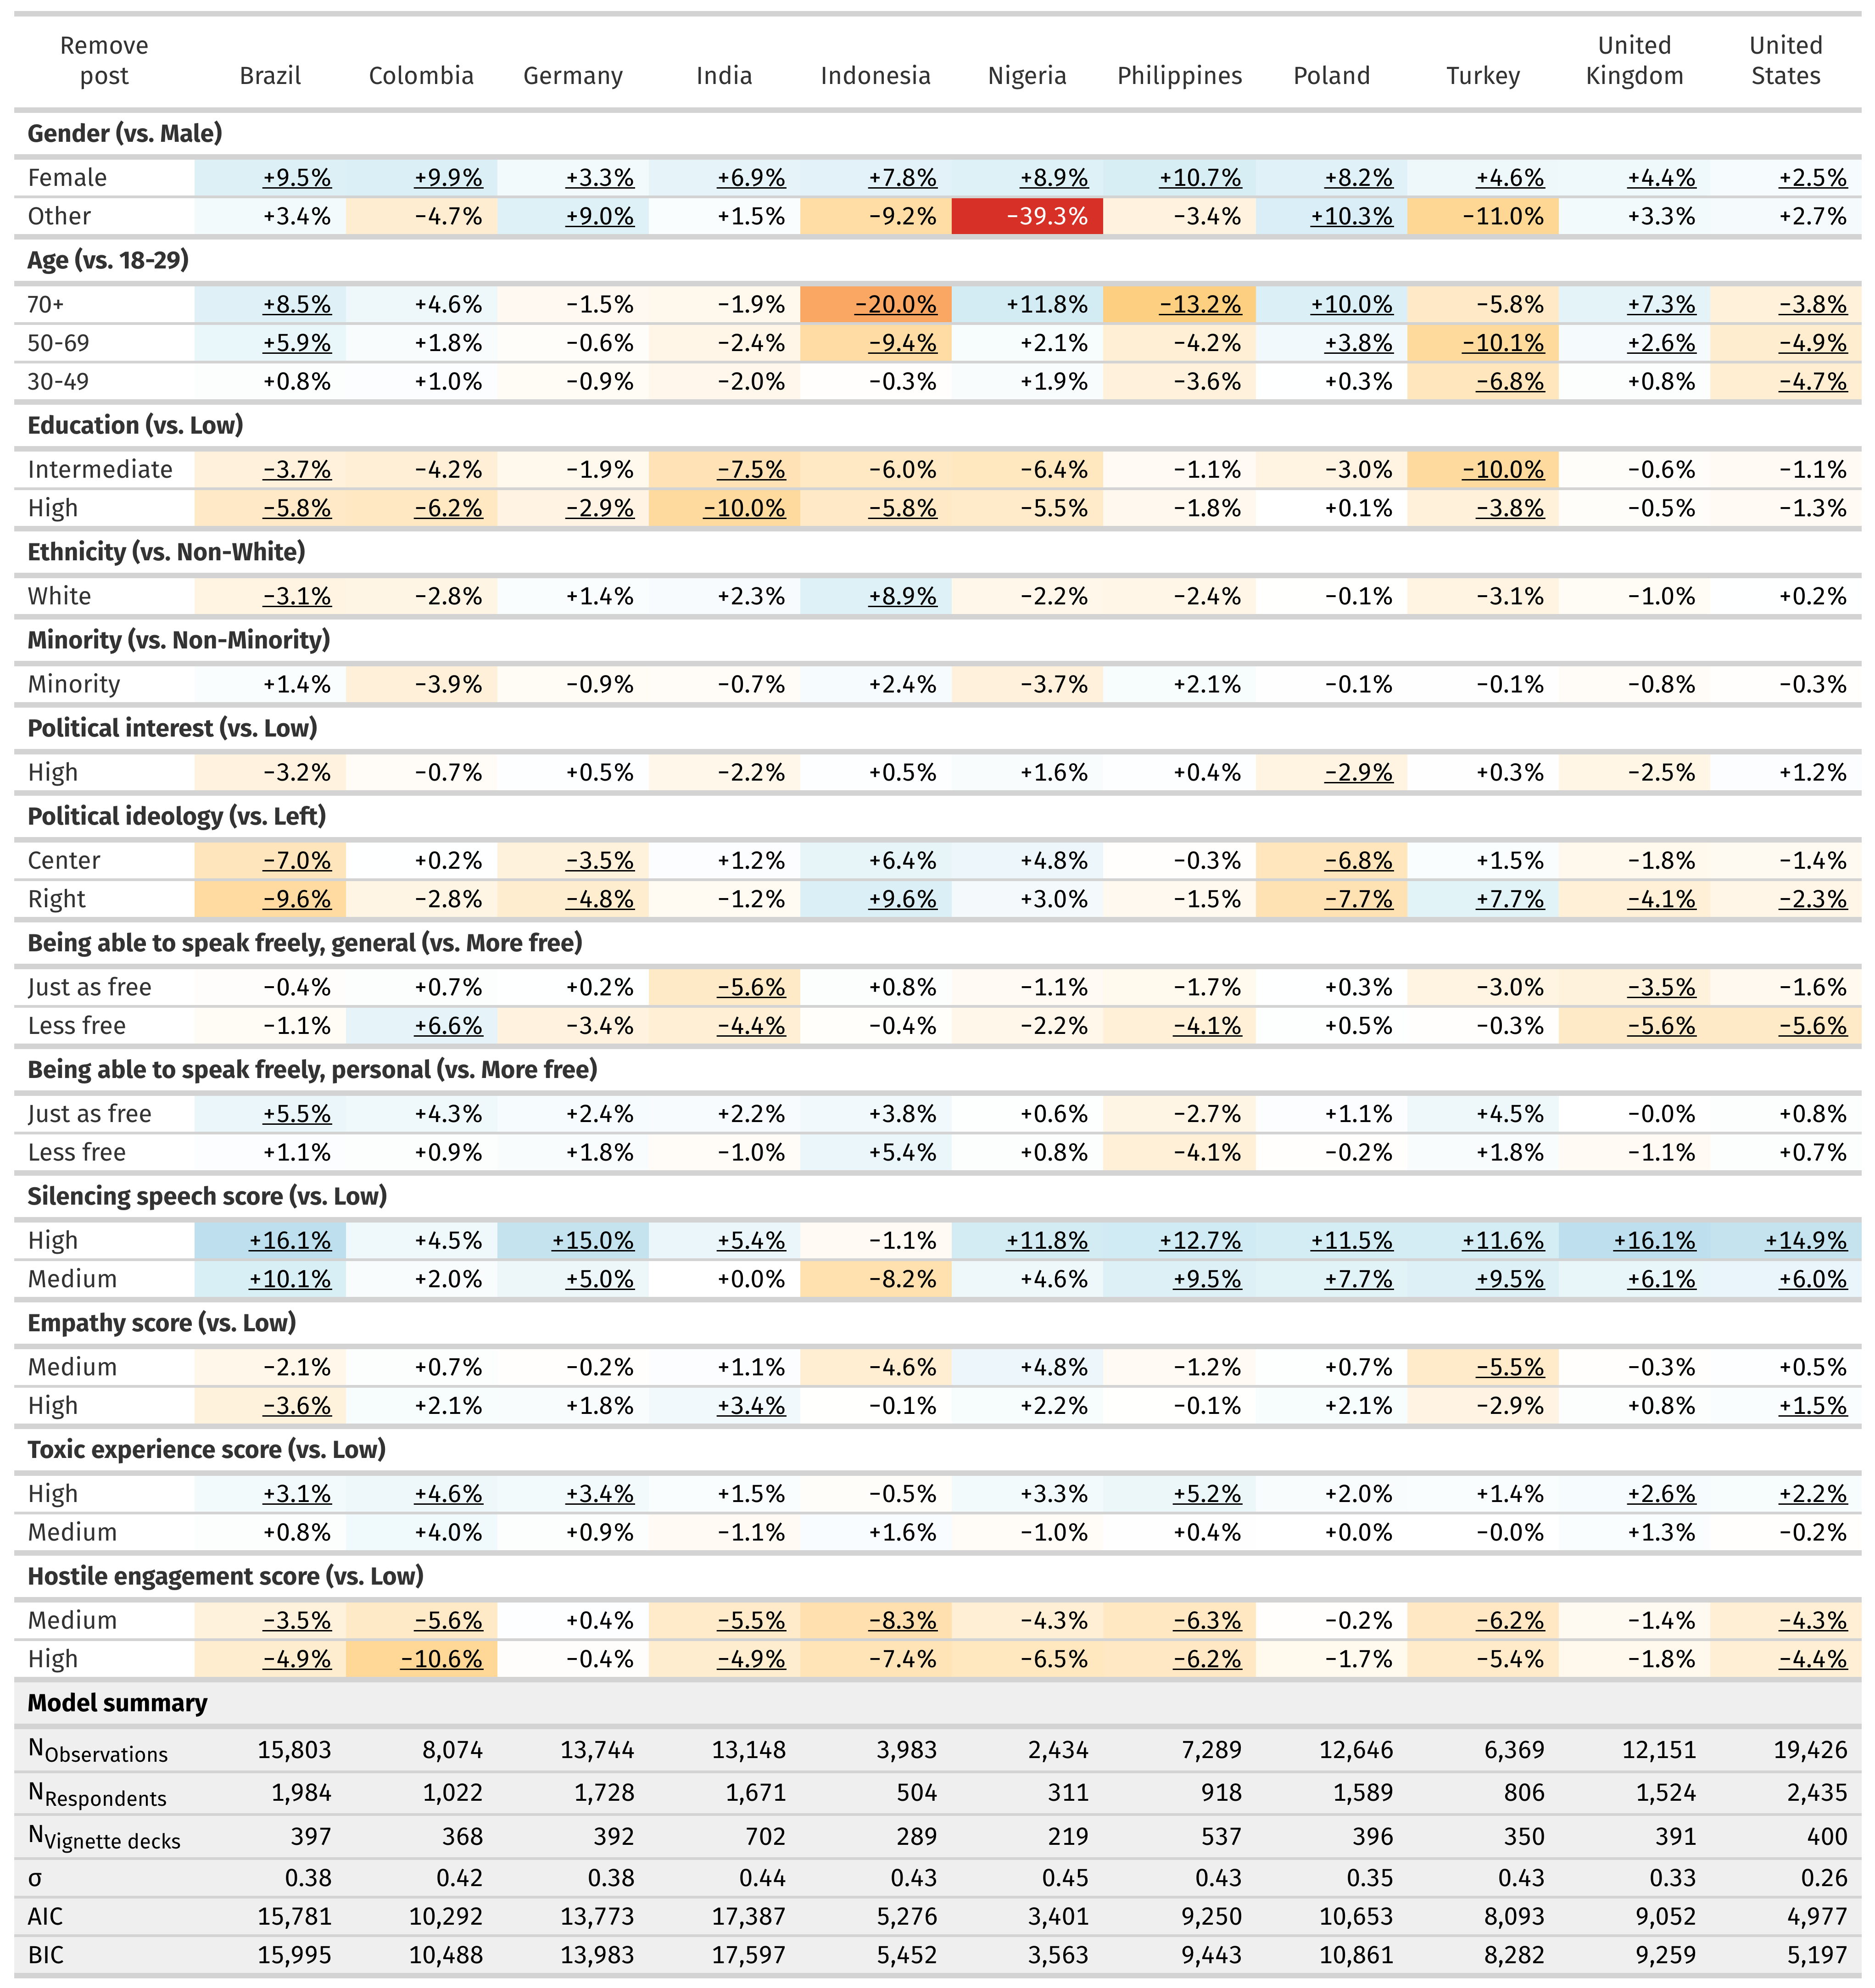 Remove post Brazil Colombia Germany India Indonesia Nigeria Philippines Poland Turkey United Kingdom United States
Gender (vs. Male)
Female +9.5% +9.9% +3.3% +6.9% +7.8% +8.9% +10.7% +8.2% +4.6% +4.4% +2.5%
Other +3.4% −4.7% +9.0% +1.5% −9.2% −39.3% −3.4% +10.3% −11.0% +3.3% +2.7%
Age (vs. 18-29)
70+ +8.5% +4.6% −1.5% −1.9% −20.0% +11.8% −13.2% +10.0% −5.8% +7.3% −3.8%
50-69 +5.9% +1.8% −0.6% −2.4% −9.4% +2.1% −4.2% +3.8% −10.1% +2.6% −4.9%
30-49 +0.8% +1.0% −0.9% −2.0% −0.3% +1.9% −3.6% +0.3% −6.8% +0.8% −4.7%
Education (vs. Low)
Intermediate −3.7% −4.2% −1.9% −7.5% −6.0% −6.4% −1.1% −3.0% −10.0% −0.6% −1.1%
High −5.8% −6.2% −2.9% −10.0% −5.8% −5.5% −1.8% +0.1% −3.8% −0.5% −1.3%
Ethnicity (vs. Non-White)
White −3.1% −2.8% +1.4% +2.3% +8.9% −2.2% −2.4% −0.1% −3.1% −1.0% +0.2%
Minority (vs. Non-Minority)
Minority +1.4% −3.9% −0.9% −0.7% +2.4% −3.7% +2.1% −0.1% −0.1% −0.8% −0.3%
Political interest (vs. Low)
High −3.2% −0.7% +0.5% −2.2% +0.5% +1.6% +0.4% −2.9% +0.3% −2.5% +1.2%
Political ideology (vs. Left)
Center −7.0% +0.2% −3.5% +1.2% +6.4% +4.8% −0.3% −6.8% +1.5% −1.8% −1.4%
Right −9.6% −2.8% −4.8% −1.2% +9.6% +3.0% −1.5% −7.7% +7.7% −4.1% −2.3%
Being able to speak freely, general (vs. More free)
Just as free −0.4% +0.7% +0.2% −5.6% +0.8% −1.1% −1.7% +0.3% −3.0% −3.5% −1.6%
Less free −1.1% +6.6% −3.4% −4.4% −0.4% −2.2% −4.1% +0.5% −0.3% −5.6% −5.6%
Being able to speak freely, personal (vs. More free)
Just as free +5.5% +4.3% +2.4% +2.2% +3.8% +0.6% −2.7% +1.1% +4.5% −0.0% +0.8%
Less free +1.1% +0.9% +1.8% −1.0% +5.4% +0.8% −4.1% −0.2% +1.8% −1.1% +0.7%
Silencing speech score (vs. Low)
High +16.1% +4.5% +15.0% +5.4% −1.1% +11.8% +12.7% +11.5% +11.6% +16.1% +14.9%
Medium +10.1% +2.0% +5.0% +0.0% −8.2% +4.6% +9.5% +7.7% +9.5% +6.1% +6.0%
Empathy score (vs. Low)
Medium −2.1% +0.7% −0.2% +1.1% −4.6% +4.8% −1.2% +0.7% −5.5% −0.3% +0.5%
High −3.6% +2.1% +1.8% +3.4% −0.1% +2.2% −0.1% +2.1% −2.9% +0.8% +1.5%
Toxic experience score (vs. Low)
High +3.1% +4.6% +3.4% +1.5% −0.5% +3.3% +5.2% +2.0% +1.4% +2.6% +2.2%
Medium +0.8% +4.0% +0.9% −1.1% +1.6% −1.0% +0.4% +0.0% −0.0% +1.3% −0.2%
Hostile engagement score (vs. Low)
Medium −3.5% −5.6% +0.4% −5.5% −8.3% −4.3% −6.3% −0.2% −6.2% −1.4% −4.3%
High −4.9% −10.6% −0.4% −4.9% −7.4% −6.5% −6.2% −1.7% −5.4% −1.8% −4.4%
Model summary
NObservations 15,803 8,074 13,744 13,148 3,983 2,434 7,289 12,646 6,369 12,151 19,426
NRespondents 1,984 1,022 1,728 1,671 504 311 918 1,589 806 1,524 2,435
NVignette decks 397 368 392 702 289 219 537 396 350 391 400
σ 0.38 0.42 0.38 0.44 0.43 0.45 0.43 0.35 0.43 0.33 0.26
AIC 15,781 10,292 13,773 17,387 5,276 3,401 9,250 10,653 8,093 9,052 4,977
BIC 15,995 10,488 13,983 17,597 5,452 3,563 9,443 10,861 8,282 9,259 5,197